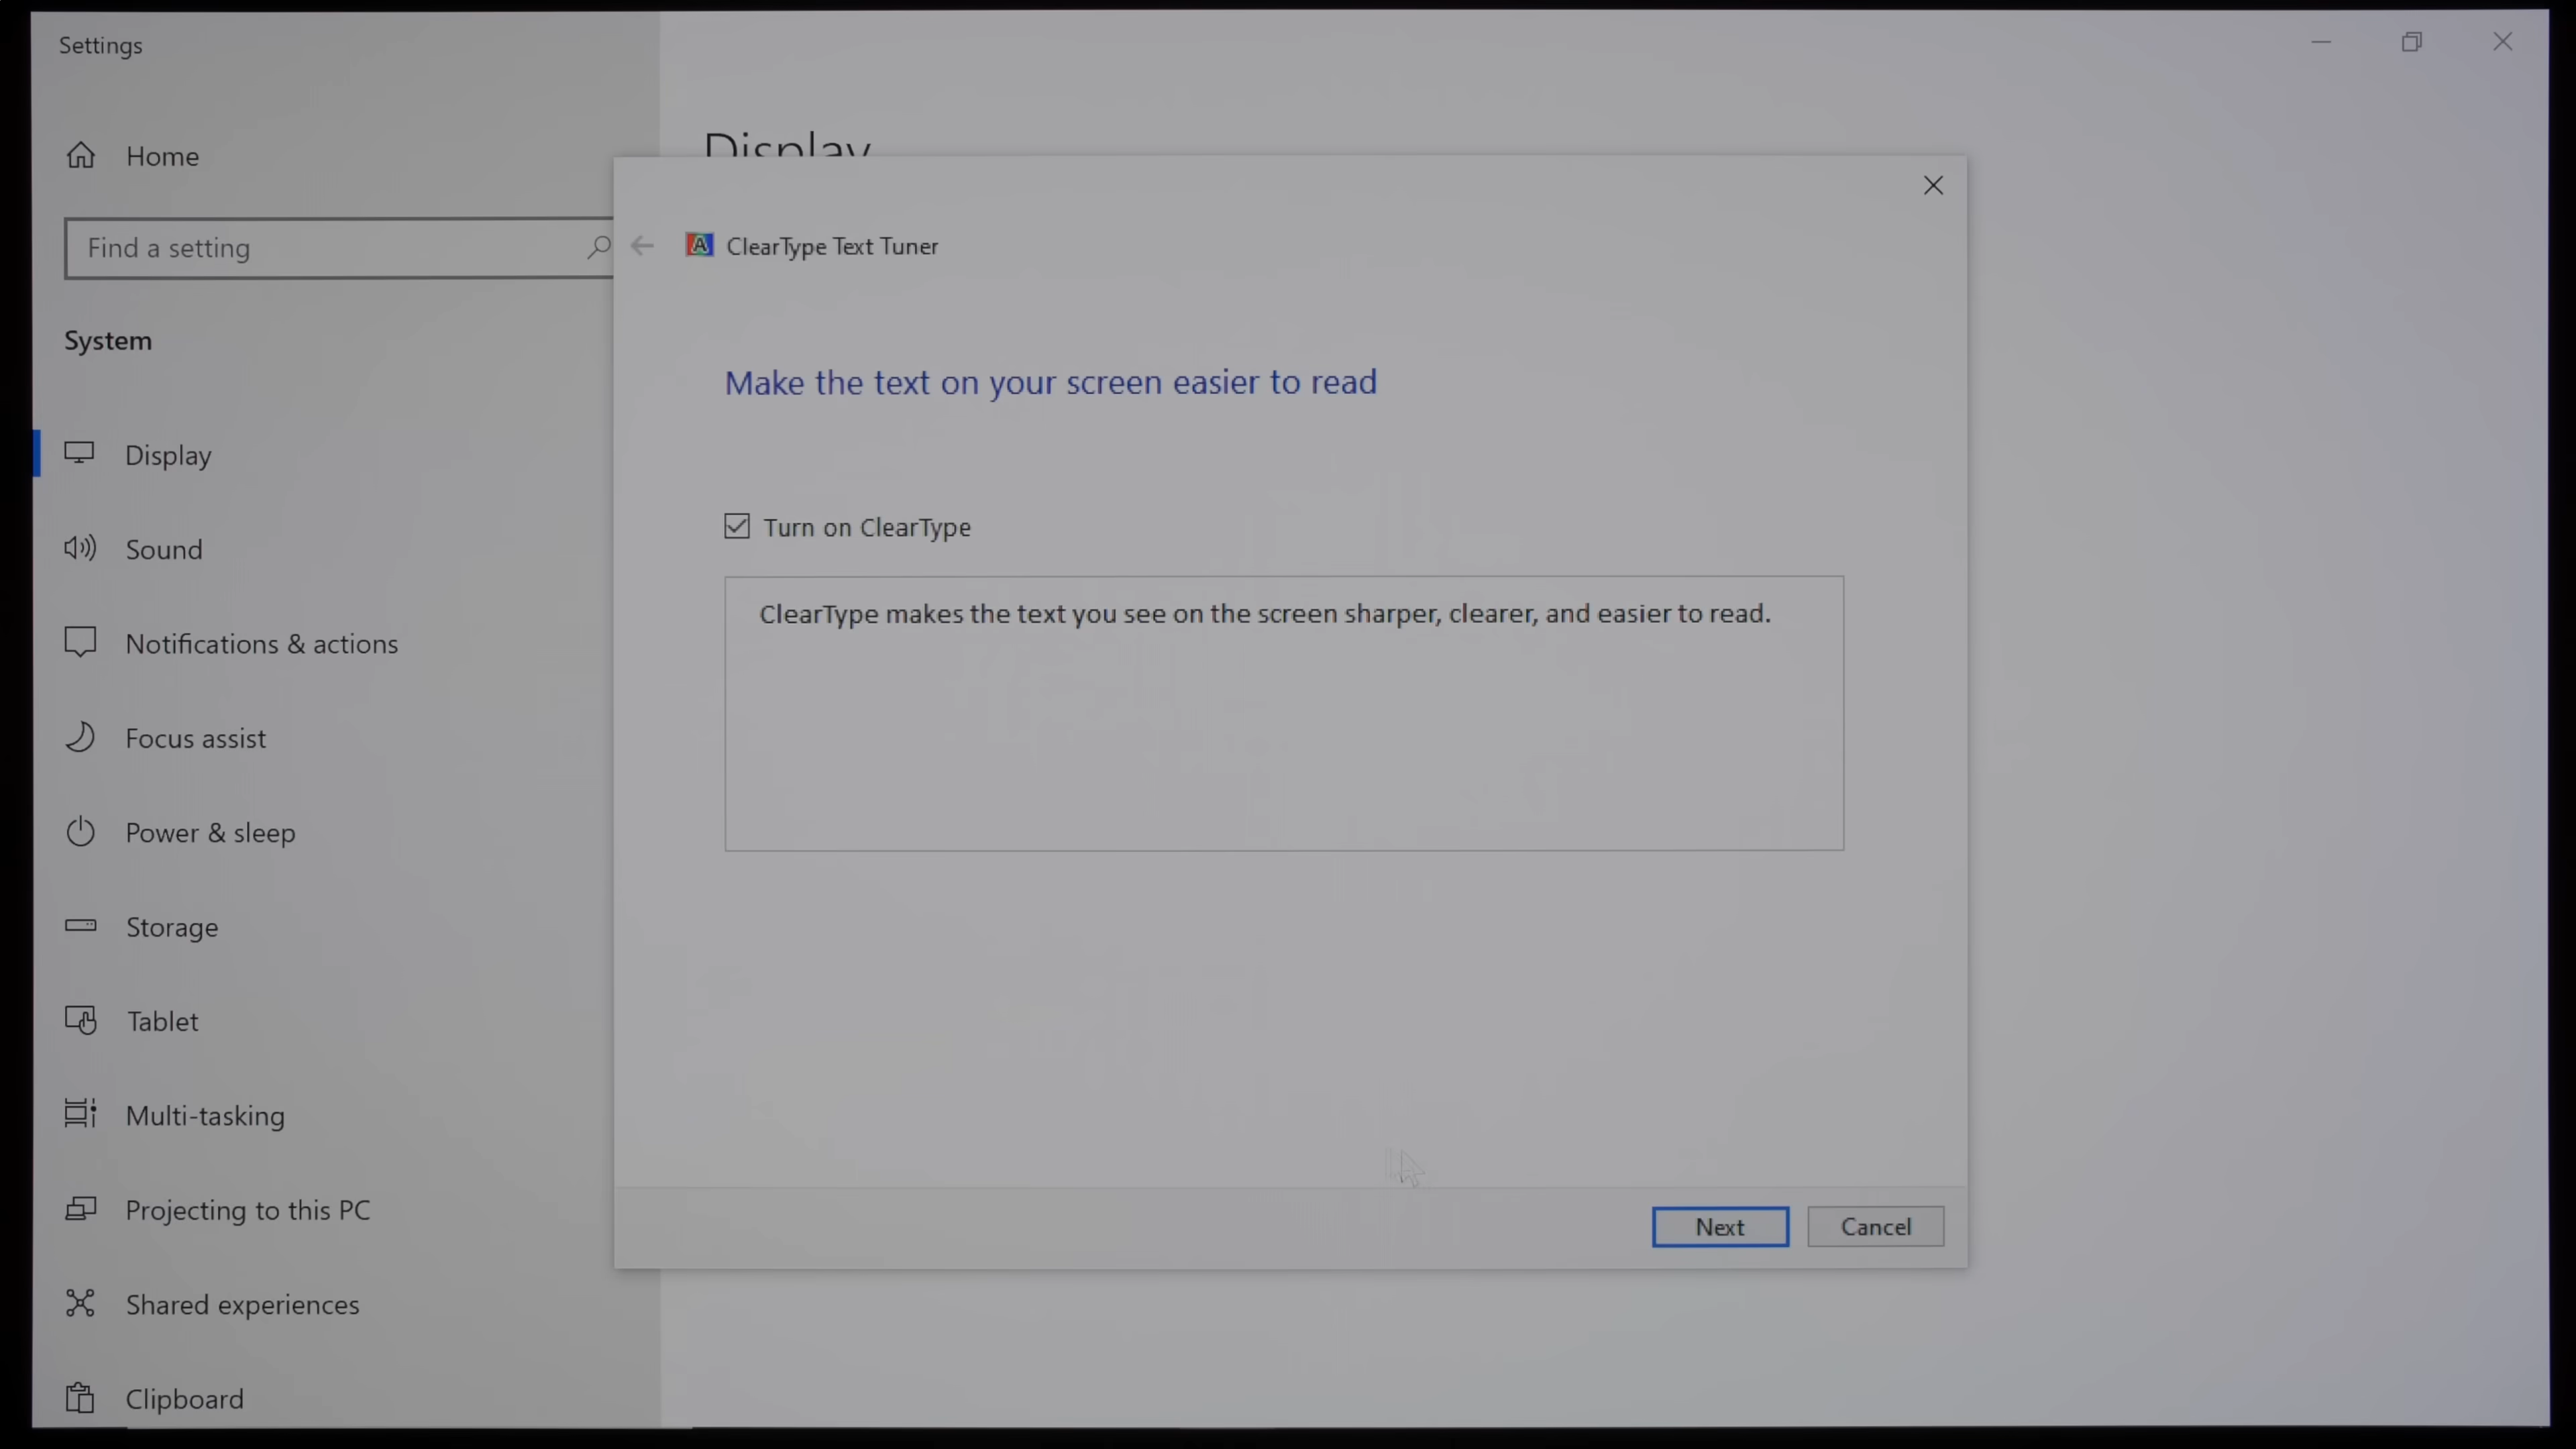 Settings
Home
Find a setting
System
Display
Sound
Notifications & actions
Focus assist
Power & sleep
Storage
Tablet
Multi-tasking
Projecting to this PC
Shared experiences
Clipboard
Display
ClearType Text Tuner
Make the text on your screen easier to read
Turn on ClearType
ClearType makes the text you see on the screen sharper, clearer, and easier to read.
Next
Cancel